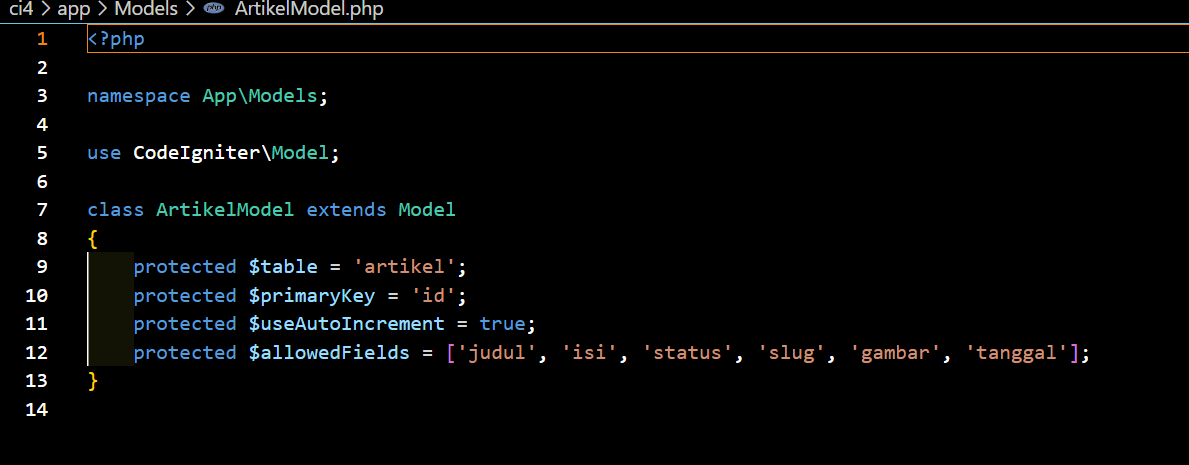 ci4 > app > Models > php ArtikelModel.php
1 <?php
2
3 namespace App\Models;
4
5 use CodeIgniter\Model;
6
7 class ArtikelModel extends Model
8 {
9     protected $table = 'artikel';
10     protected $primaryKey = 'id';
11     protected $useAutoIncrement = true;
12     protected $allowedFields = ['judul', 'isi', 'status', 'slug', 'gambar', 'tanggal'];
13 }
14